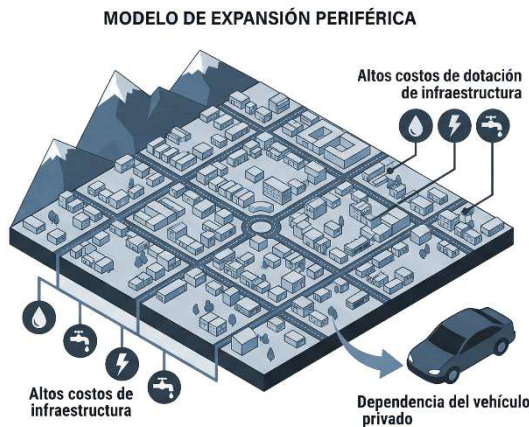 MODELO DE EXPANSIÓN PERIFÉRICA
Altos costos de dotación
de infraestructura
Altos costos de
infraestructura
Dependencia del vehículo
privado